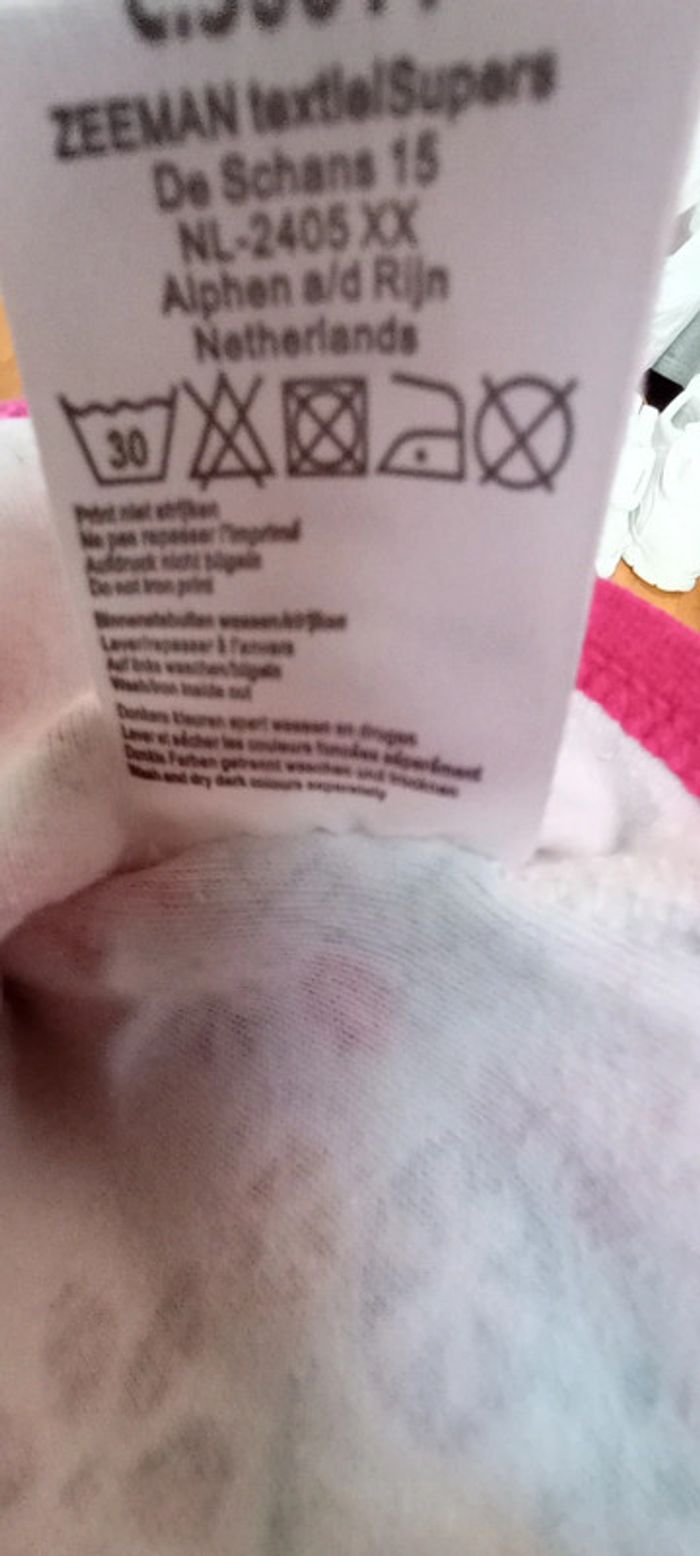 ZEEMAN textielSupers
De Schans 15
NL-2405 XX
Alphen a/d Rijn
Netherlands
30
Print niet strijken
Ne pas repasser l'imprimé
Aufdruck nicht bügeln
Do not iron print
Binnenstebuiten wassen/strijken
Laver/repasser à l'envers
Auf links waschen/bügeln
Wash/iron inside out
Donkere kleuren apart wassen en drogen
Laver et sécher les couleurs foncées séparément
Dunkle Farben getrennt waschen und trocknen
Wash and dry dark colours separately